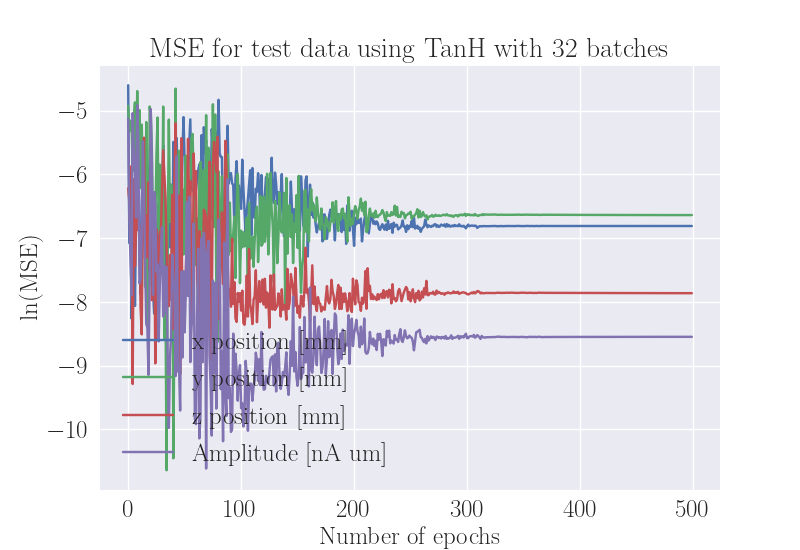 MSE for test data using TanH with 32 batches
−5
−6
−7
−8
−9
−10
ln(MSE)
x position [mm]
y position [mm]
z position [mm]
Amplitude [nA um]
0 100 200 300 400 500
Number of epochs